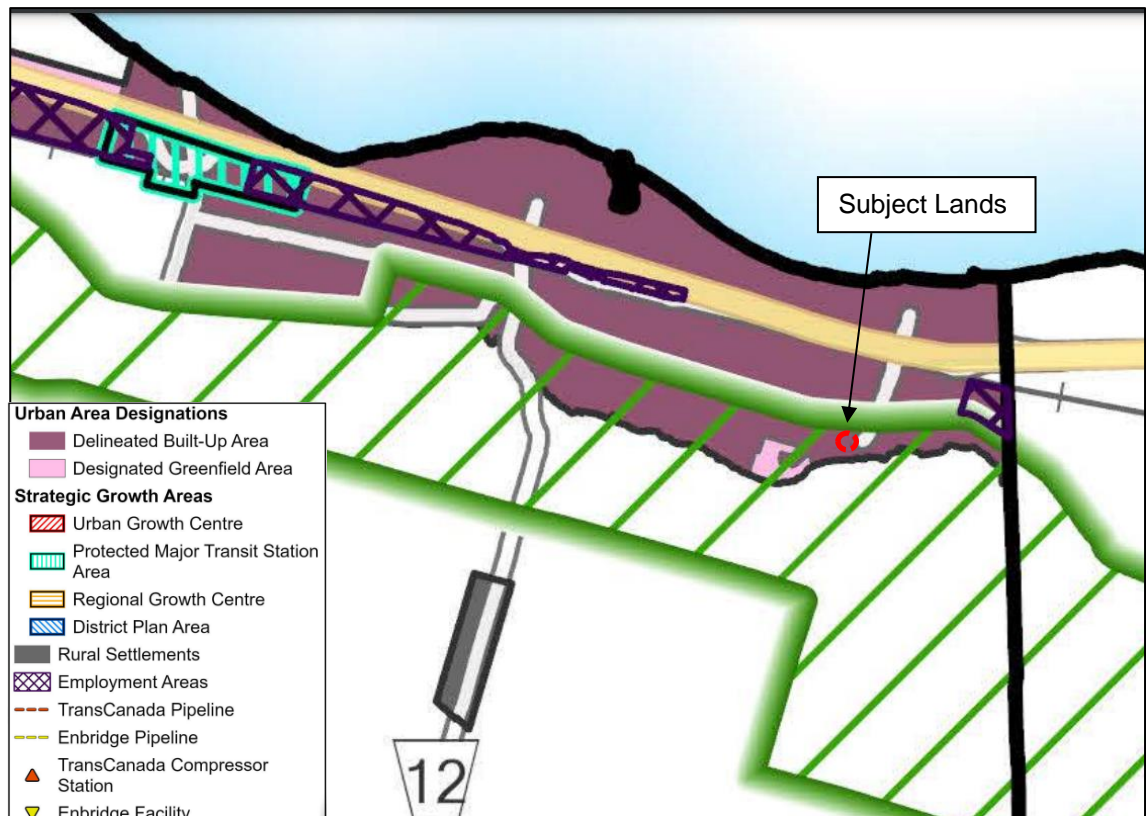 Subject Lands
Urban Area Designations
Delineated Built-Up Area
Designated Greenfield Area
Strategic Growth Areas
Urban Growth Centre
Protected Major Transit Station
Area
Regional Growth Centre
District Plan Area
Rural Settlements
Employment Areas
TransCanada Pipeline
Enbridge Pipeline
TransCanada Compressor
Station
Enbridge Facility
12